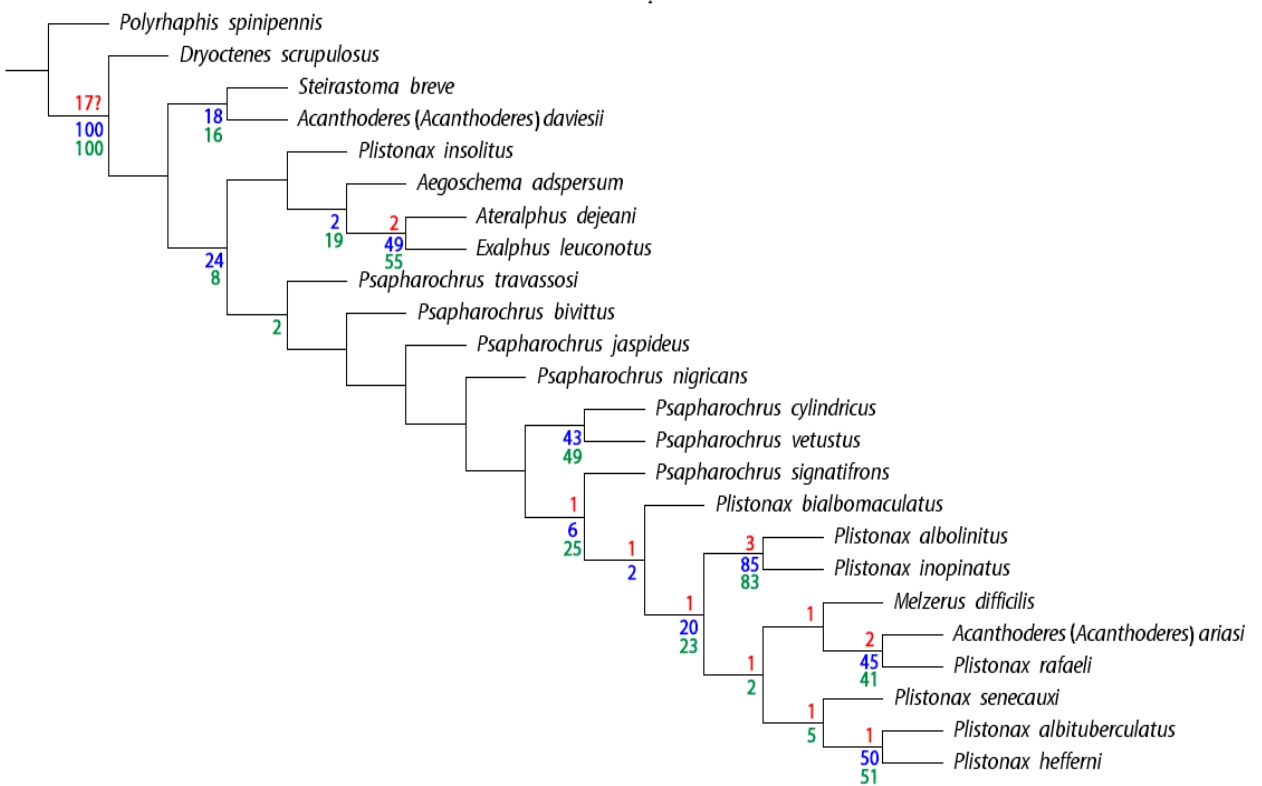 Polyrhaphis spinipennis
Dryoctenes scrupulosus
Steirastoma breve
17?
18
Acanthoderes (Acanthoderes) daviesii
100
16
100
Plistonax insolitus
Aegoschema adspersum
2
2
Ateralphus dejeani
19
49
Exalphus leuconotus
24
55
8
Psapharochrus travassosi
Psapharochrus bivittus
2
Psapharochrus jaspideus
Psapharochrus nigricans
Psapharochrus cylindricus
43
Psapharochrus vetustus
49
Psapharochrus signatifrons
1
Plistonax bialbomaculatus
6
25
1
3
Plistonax albolinitus
2
85
Plistonax inopinatus
83
1
Melzerus difficilis
20
1
23
2
Acanthoderes (Acanthoderes) ariasi
1
45
Plistonax rafaeli
2
41
Plistonax senecauxi
1
5
1
Plistonax albituberculatus
50
Plistonax hefferni
51